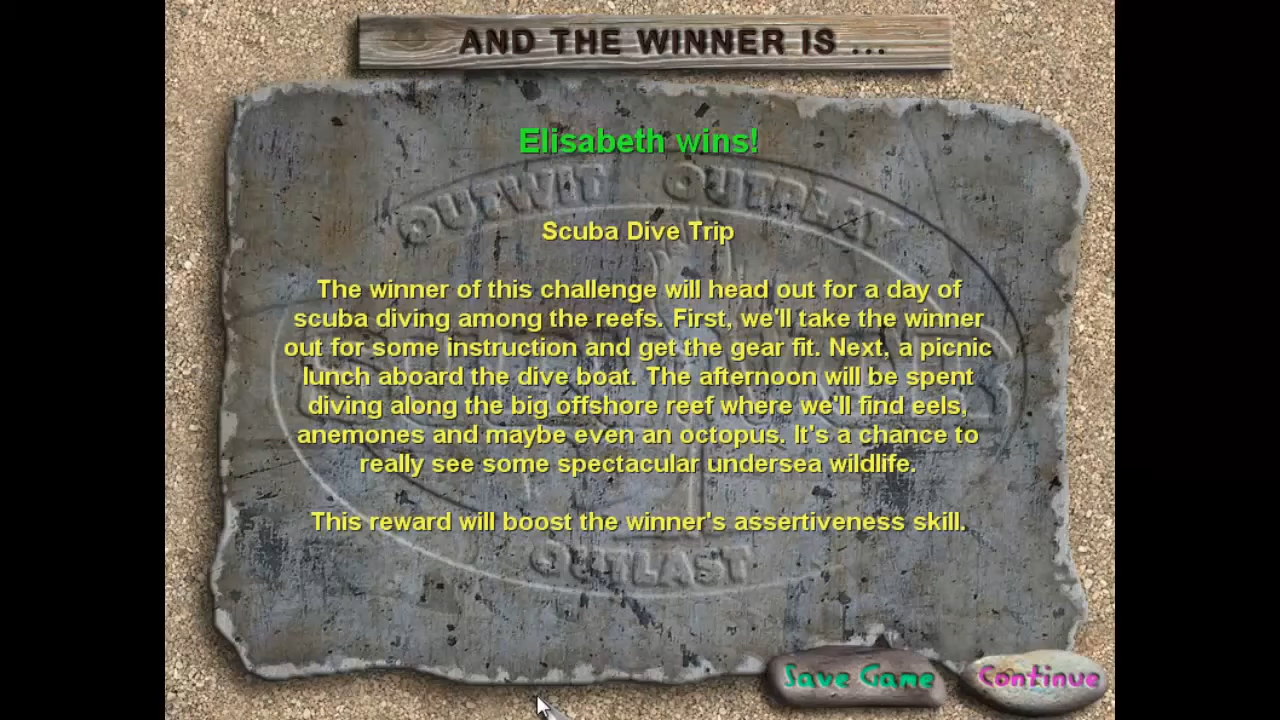 AND THE WINNER IS ...
Elisabeth wins!
OUTWIT OUTPLAY
Scuba Dive Trip
The winner of this challenge will head out for a day of
scuba diving among the reefs. First, we'll take the winner
out for some instruction and get the gear fit. Next, a picnic
lunch aboard the dive boat. The afternoon will be spent
diving along the big offshore reef where we'll find eels,
anemones and maybe even an octopus. It's a chance to
really see some spectacular undersea wildlife.
This reward will boost the winner's assertiveness skill.
OUTLAST
Save Game
Continue